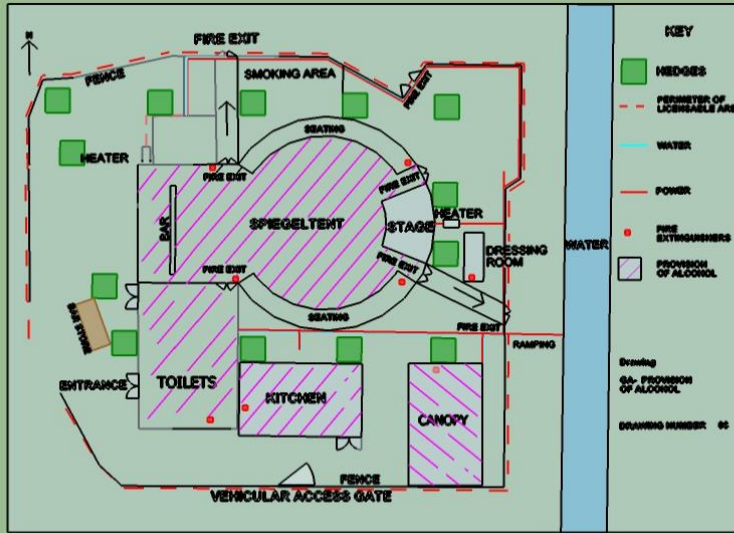 N
FIRE EXIT
FENCE
SMOKING AREA
FIRE EXIT
HEATER
SEATING
FIRE EXIT
FIRE EXIT
BAR
SPIEGELTENT
STAGE
HEATER
DRESSING
ROOM
FIRE EXIT
FIRE EXIT
SEATING
FIRE EXIT
RAMPING
ENTRANCE
TOILETS
KITCHEN
CANOPY
FENCE
VEHICULAR ACCESS GATE
WATER
KEY
HEDGES
PERIMETER OF
LICENSABLE ARE
WATER
POWER
FIRE
EXTINGUISHERS
PROVISION
OF ALCOHOL
Drawing
GA- PROVISION
OF ALCOHOL
DRAWING NUMBER